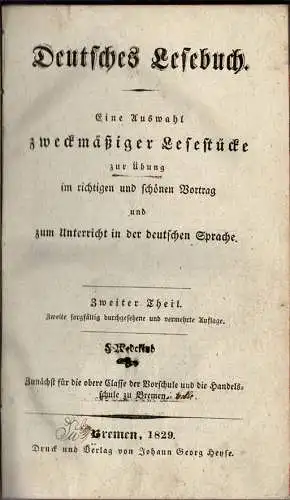 Deutsches Lesebuch.
Eine Auswahl
zweckmäßiger Lesestücke
zur Übung
im richtigen und schönen Vortrag
und
zum Unterricht in der deutschen Sprache.
Zweiter Theil.
Zweite sorgfältig durchgesehene und vermehrte Auflage.
Zunächst für die obere Classe der Vorschule und die Handels-
schule zu Bremen.
Bremen, 1829.
Druck und Verlag von Johann Georg Heyse.